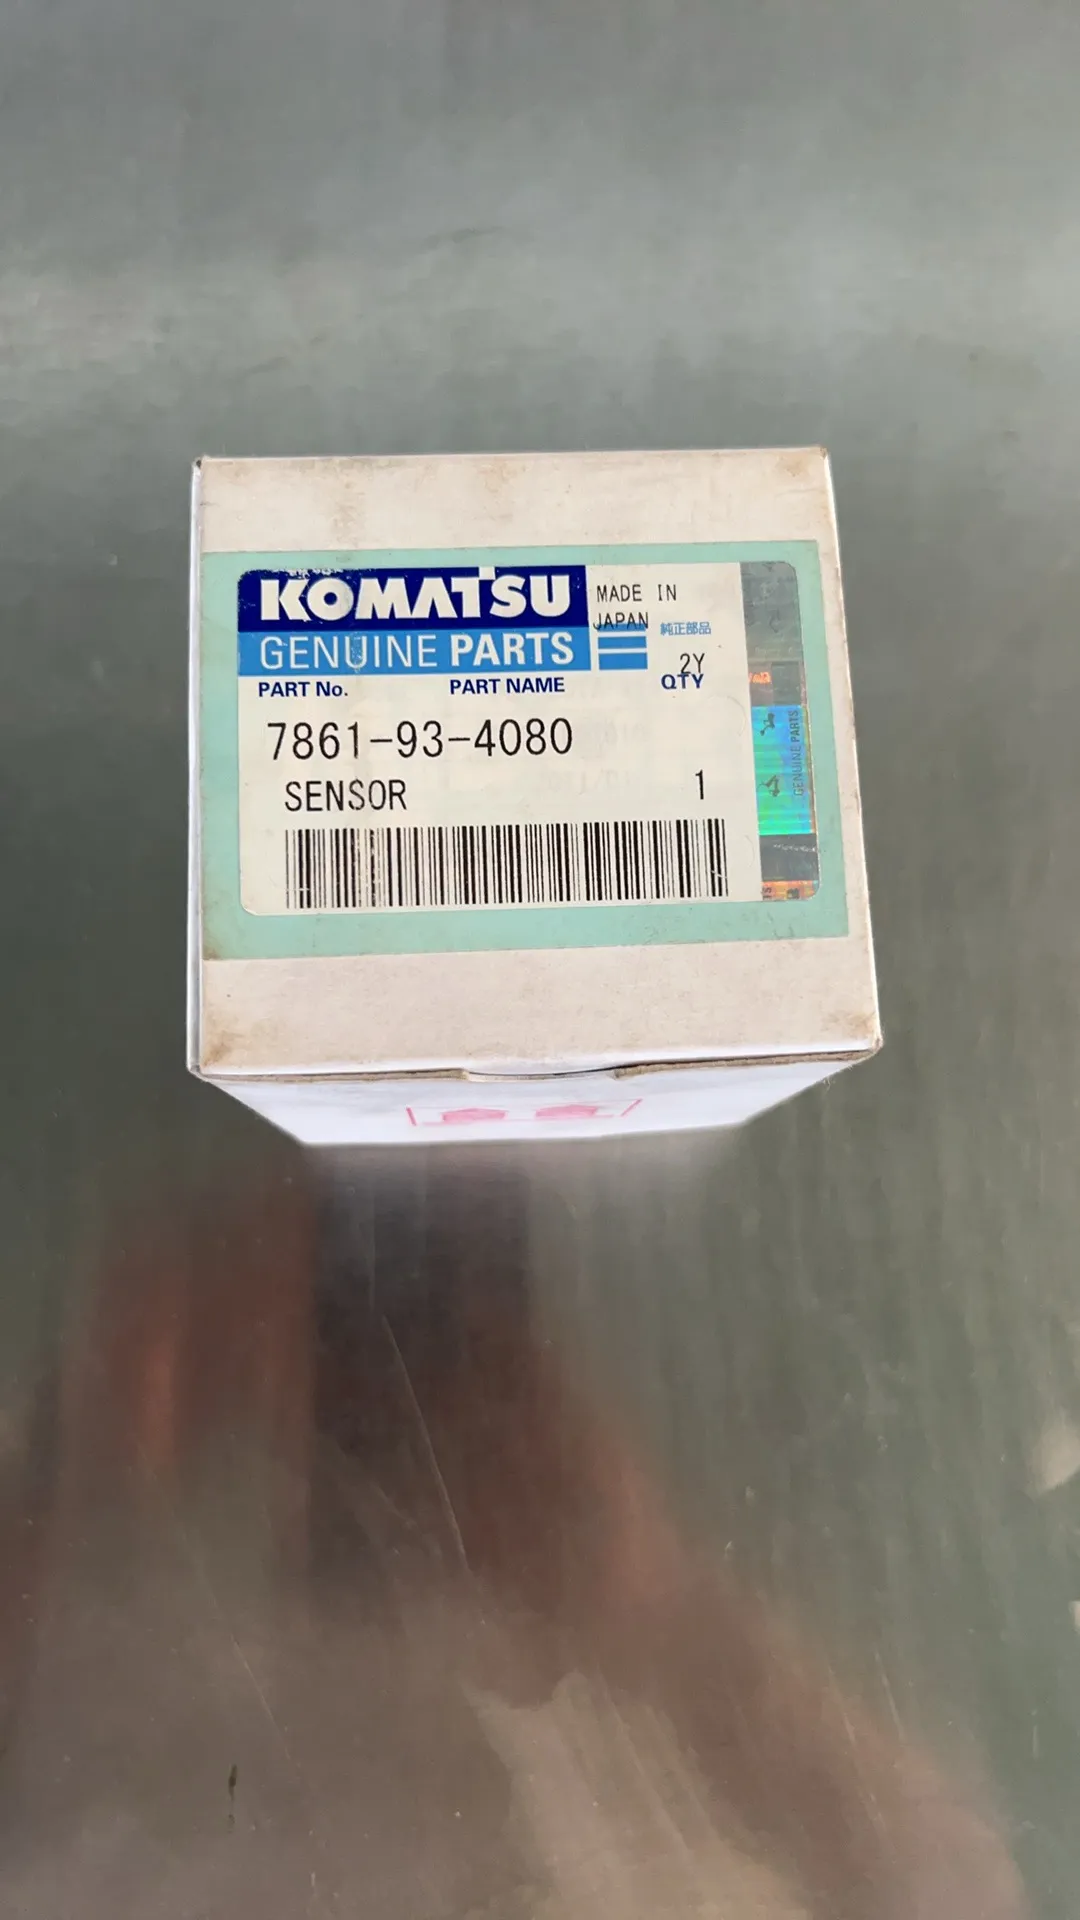 KOMATSU
MADE IN
JAPAN 純正部品
GENUINE PARTS
2Y
PART No. PART NAME QTY
7861-93-4080
SENSOR 1
GENUINE PARTS